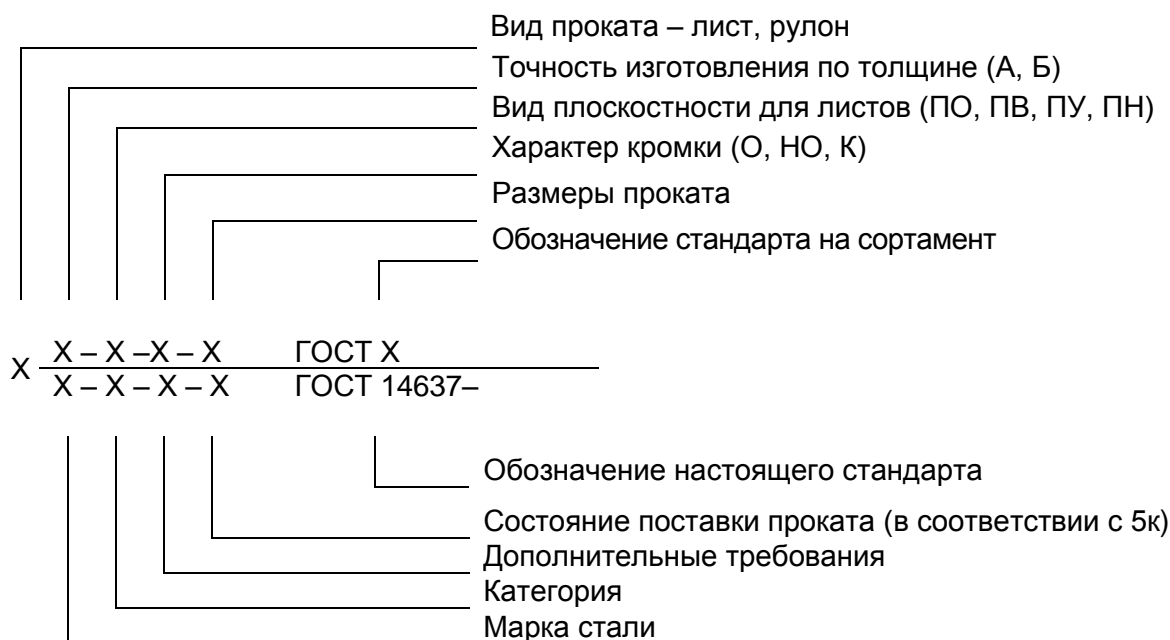 Вид проката – лист, рулон
Точность изготовления по толщине (А, Б)
Вид плоскостности для листов (ПО, ПВ, ПУ, ПН)
Характер кромки (О, НО, К)
Размеры проката
Обозначение стандарта на сортамент
Х – Х –Х – Х ГОСТ Х
Х
Х – Х – Х – Х ГОСТ 14637–
Обозначение настоящего стандарта
Состояние поставки проката (в соответствии с 5к)
Дополнительные требования
Категория
Марка стали